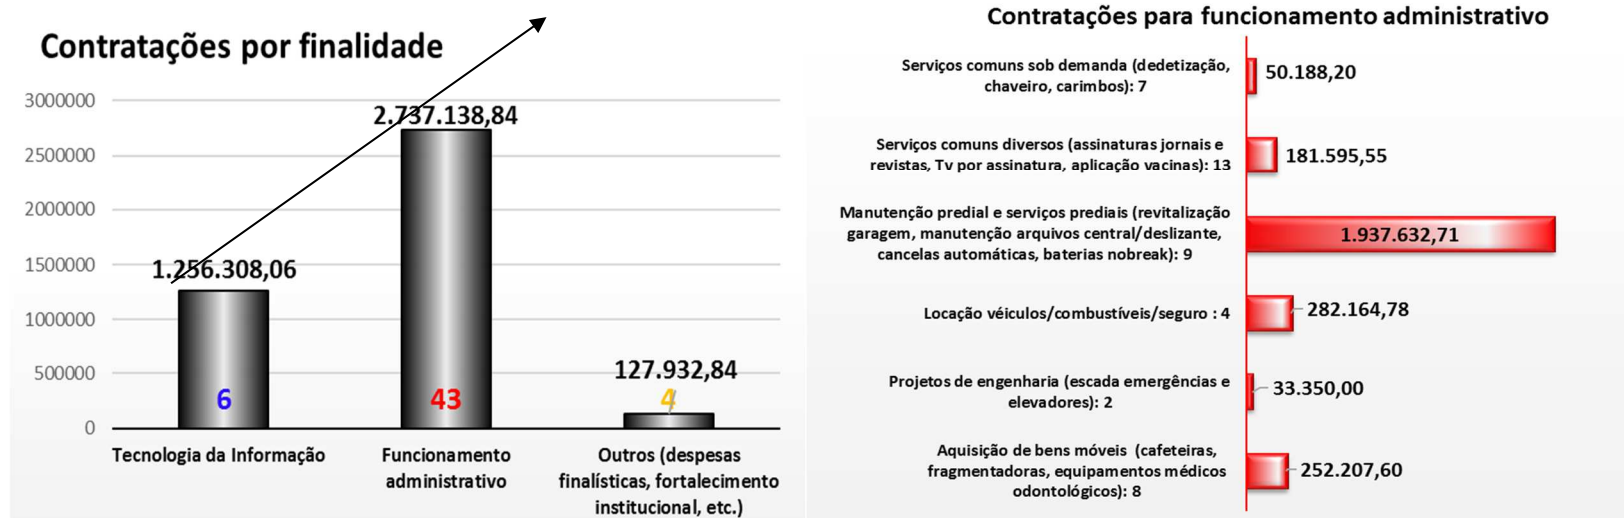 Contratações por finalidade
3000000
2500000
2000000
1500000
1000000
500000
0
1.256.308,06
2.737.138,84
127.932,84
6
43
4
Tecnologia da Informação
Funcionamento
administrativo
Outros (despesas
finalísticas, fortalecimento
institucional, etc.)
Contratações para funcionamento administrativo
Serviços comuns sob demanda (dedetização,
chaveiro, carimbos): 7
50.188,20
Serviços comuns diversos (assinaturas jornais e
revistas, Tv por assinatura, aplicação vacinas): 13
181.595,55
Manutenção predial e serviços prediais (revitalização
garagem, manutenção arquivos central/deslizante,
cancelas automáticas, baterias nobreak): 9
1.937.632,71
Locação véiculos/combustíveis/seguro : 4
282.164,78
Projetos de engenharia (escada emergências e
elevadores): 2
33.350,00
Aquisição de bens móveis (cafeteiras,
fragmentadoras, equipamentos médicos
odontológicos): 8
252.207,60